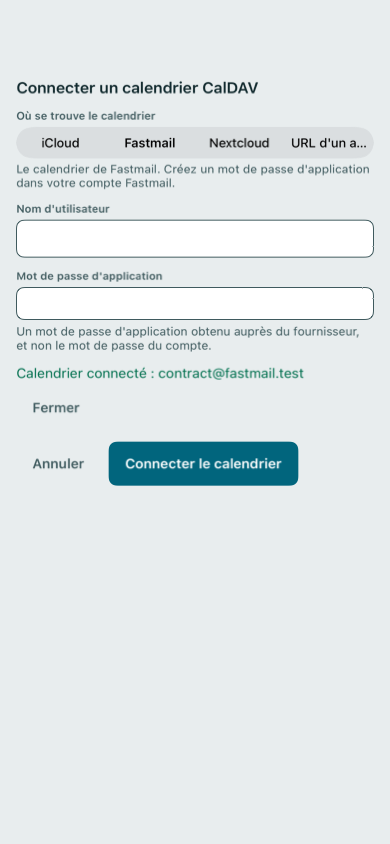 Connecter un calendrier CalDAV
Où se trouve le calendrier
iCloud
Fastmail
Nextcloud
URL d'un a...
Le calendrier de Fastmail. Créez un mot de passe d'application
dans votre compte Fastmail.
Nom d'utilisateur
Mot de passe d'application
Un mot de passe d'application obtenu auprès du fournisseur,
et non le mot de passe du compte.
Calendrier connecté : contract@fastmail.test
Fermer
Annuler
Connecter le calendrier